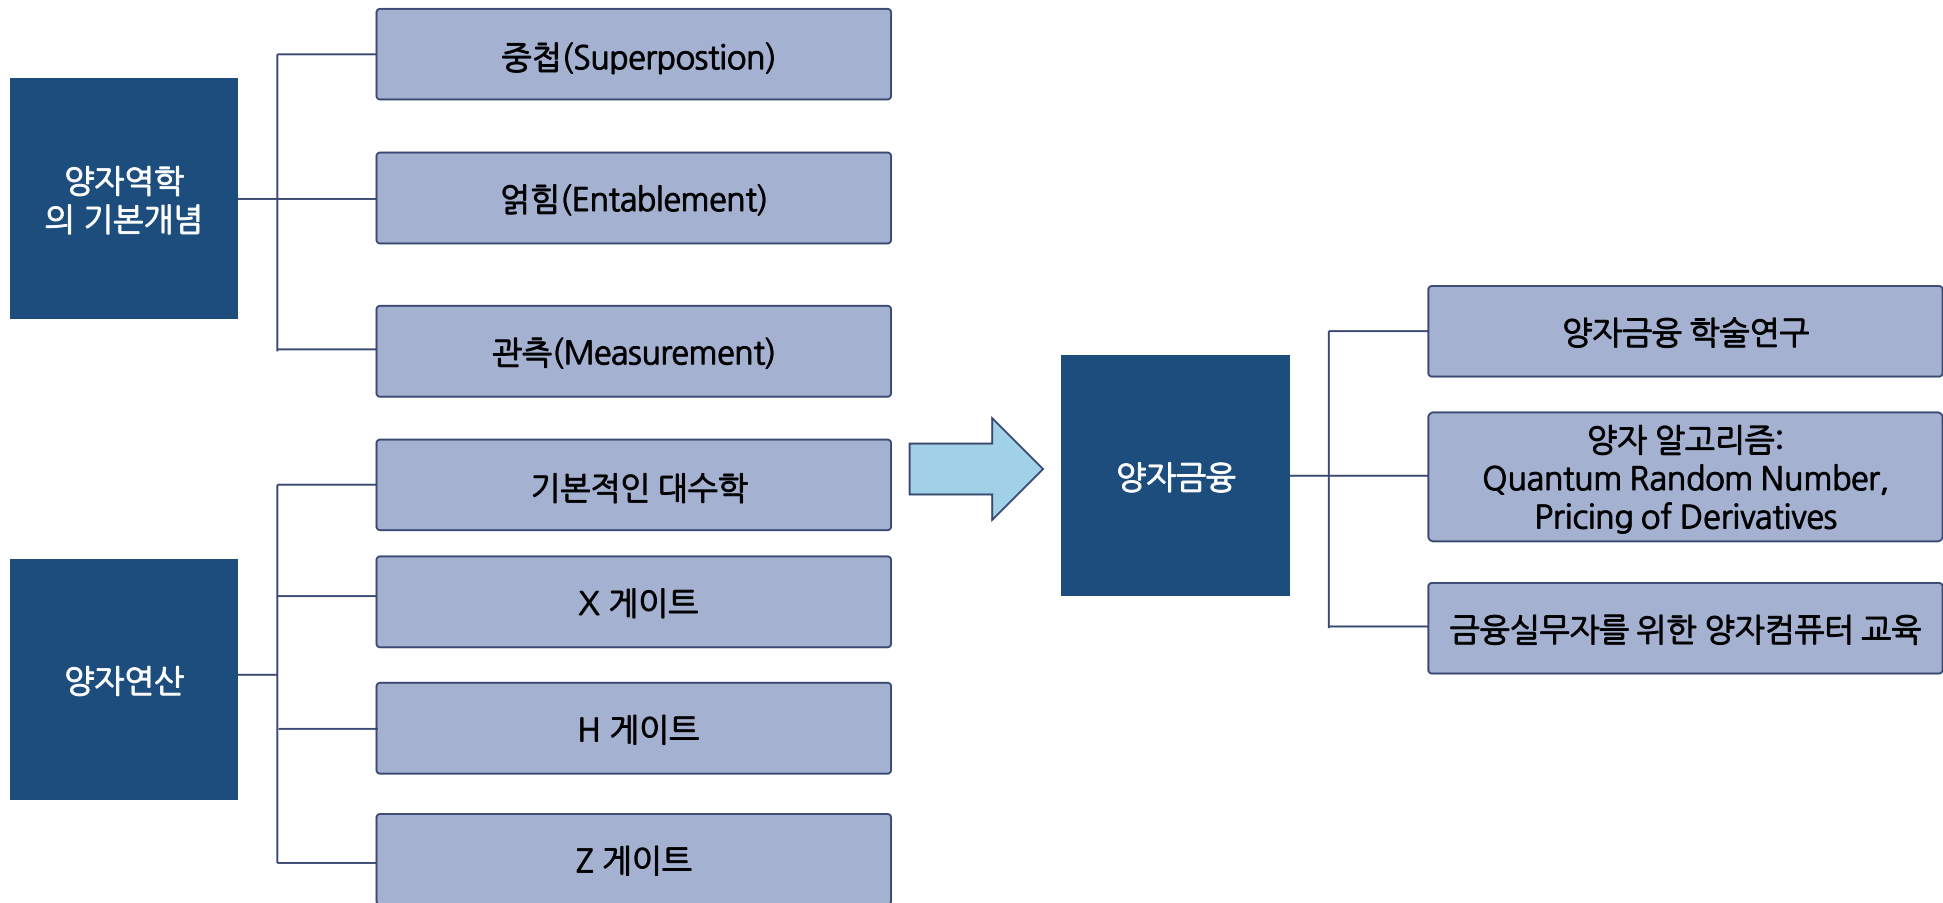 양자역학
의 기본개념
중첩(Superpostion)
얽힘(Entablement)
관측(Measurement)
양자연산
기본적인 대수학
X 게이트
H 게이트
Z 게이트
양자금융
양자금융 학술연구
양자 알고리즘:
Quantum Random Number,
Pricing of Derivatives
금융실무자를 위한 양자컴퓨터 교육